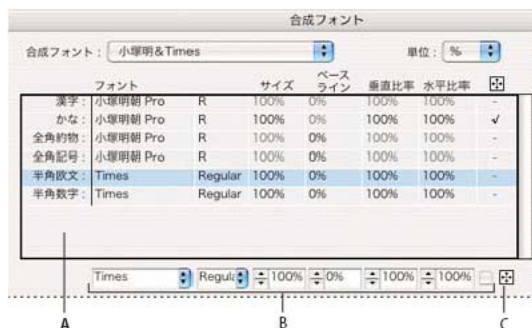 合成フォント
合成フォント： 小塚明&Times 単位： %
フォント サイズ ベースライン 垂直比率 水平比率
漢字： 小塚明朝 Pro R 100% 0% 100% 100% -
かな： 小塚明朝 Pro R 100% 0% 100% 100% √
全角約物： 小塚明朝 Pro R 100% 0% 100% 100% -
全角記号： 小塚明朝 Pro R 100% 0% 100% 100% -
半角欧文： Times Regular 100% 0% 100% 100% -
半角数字： Times Regular 100% 0% 100% 100% -
Times Regula 100% 0% 100% 100%
A B C